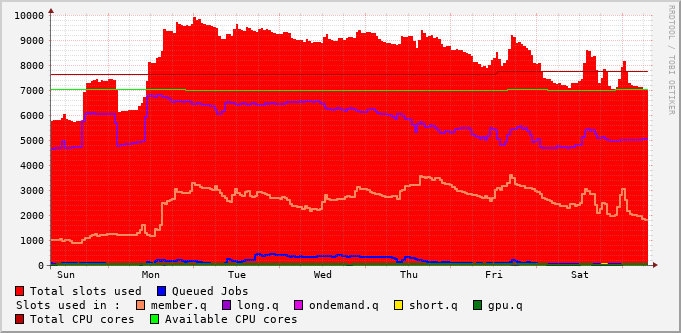 RRDTOOL / TOBI OETIKER
10000
9000
8000
7000
6000
5000
4000
3000
2000
1000
0
Sun Mon Tue Wed Thu Fri Sat
Total slots used Queued Jobs
Slots used in : member.q long.q ondemand.q short.q gpu.q
Total CPU cores Available CPU cores